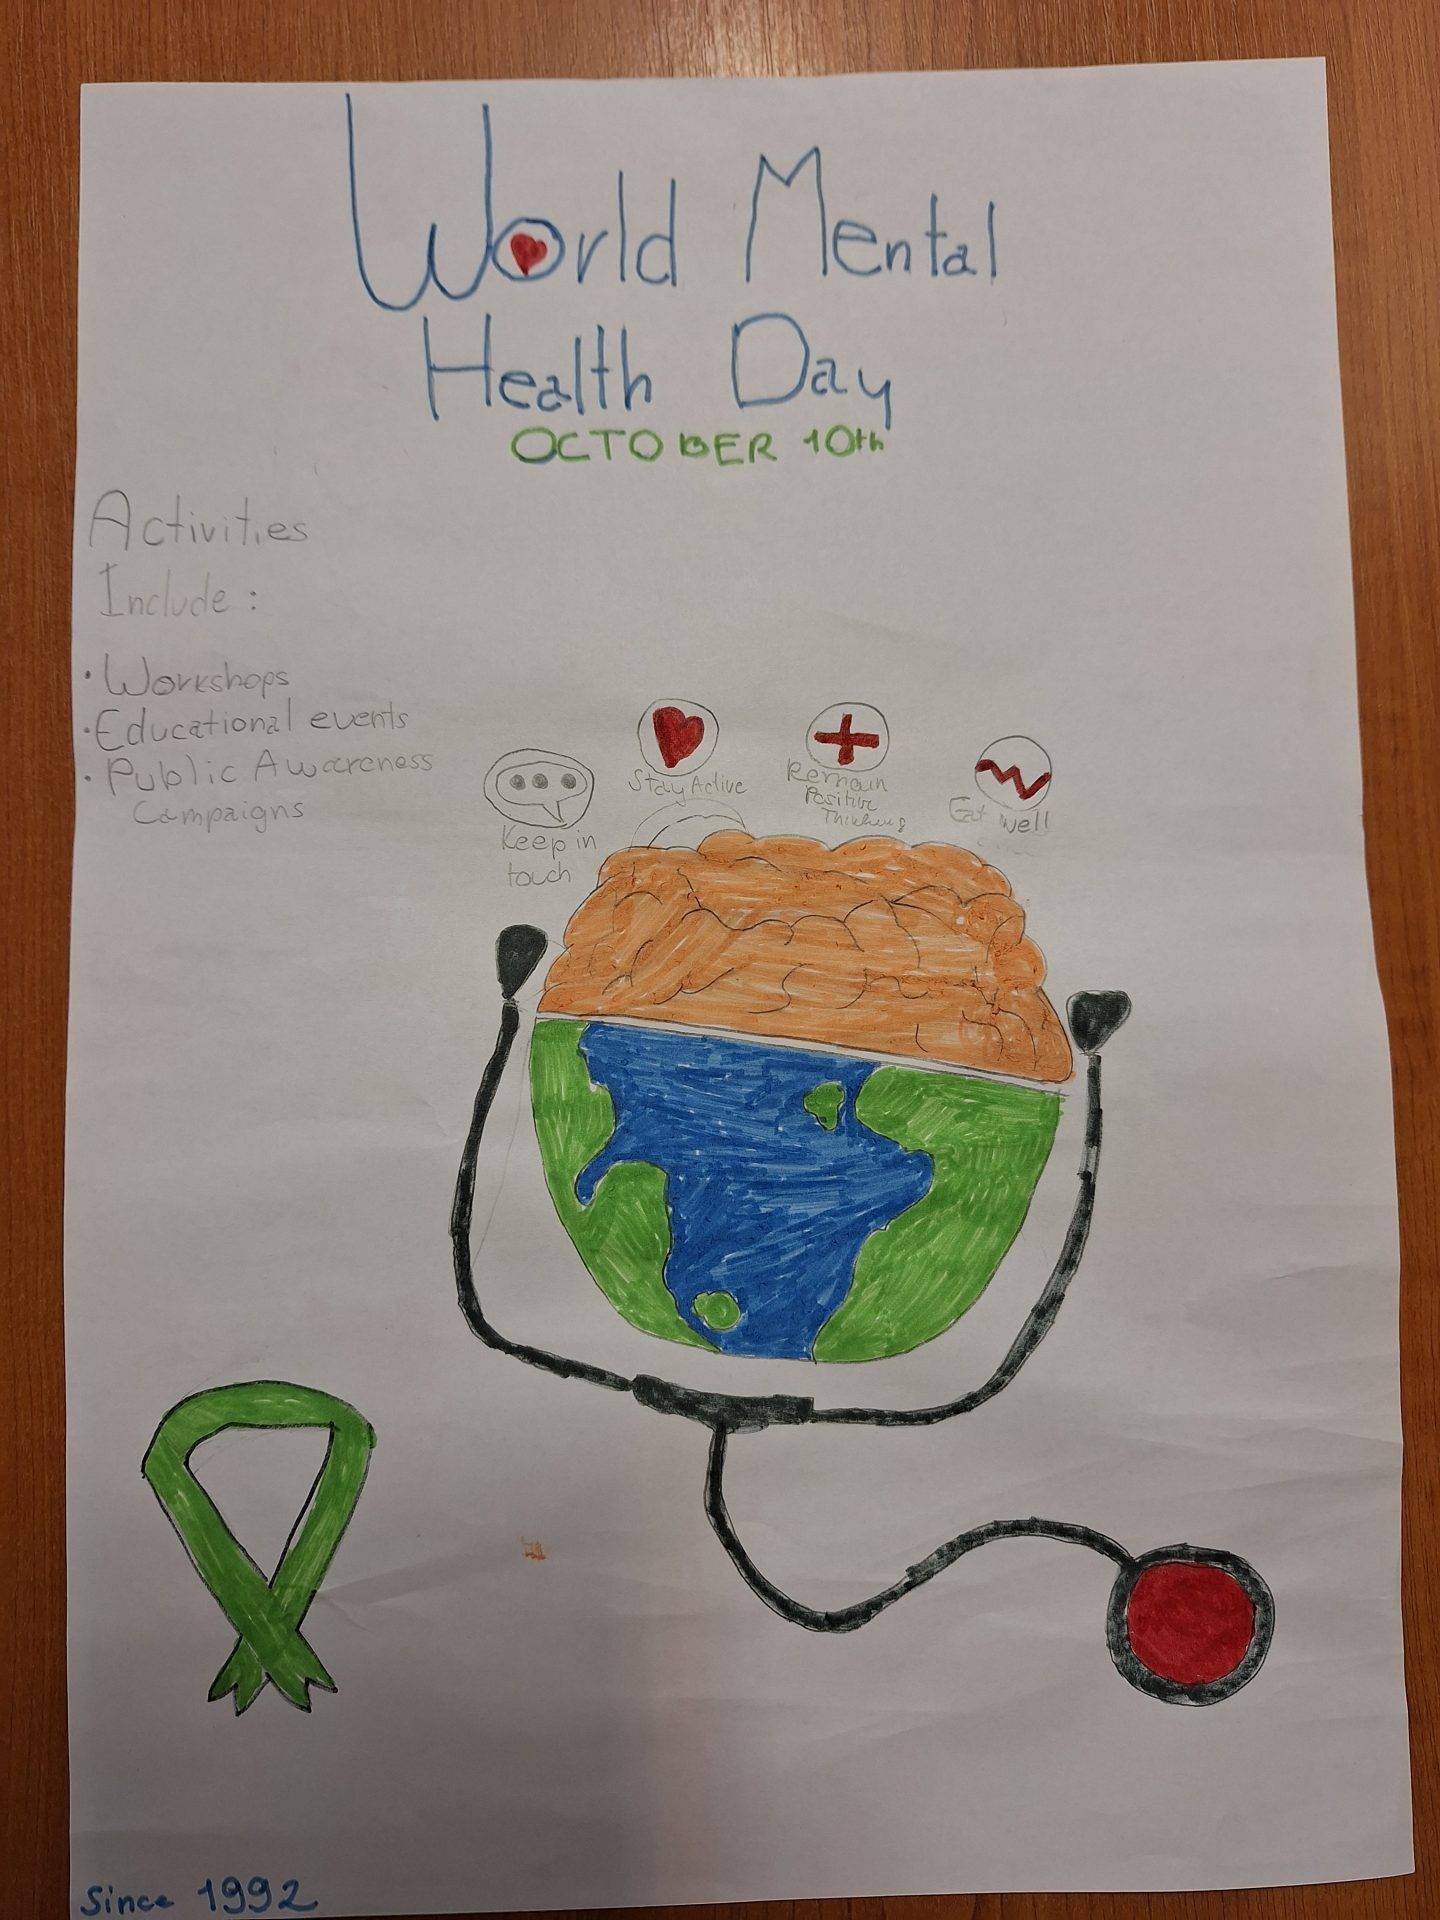 World Mental
Health Day
OCTOBER 10th
Activities
Include :
• Workshops
• Educational events
• Public Awareness
Campaigns
Keep in
touch
Stay Active
Remain
Positive
Thinking
Eat well
Since 1992